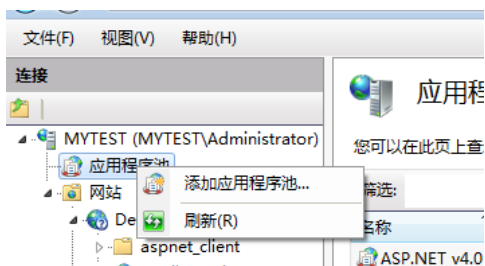 文件(F) 视图(V) 帮助(H)
连接
MYTEST (MYTEST\Administrator)
应用程序池
网站
De
aspnet_client
添加应用程序池...
刷新(R)
应用程
您可以在此页上查
筛选:
名称
ASP.NET v4.0